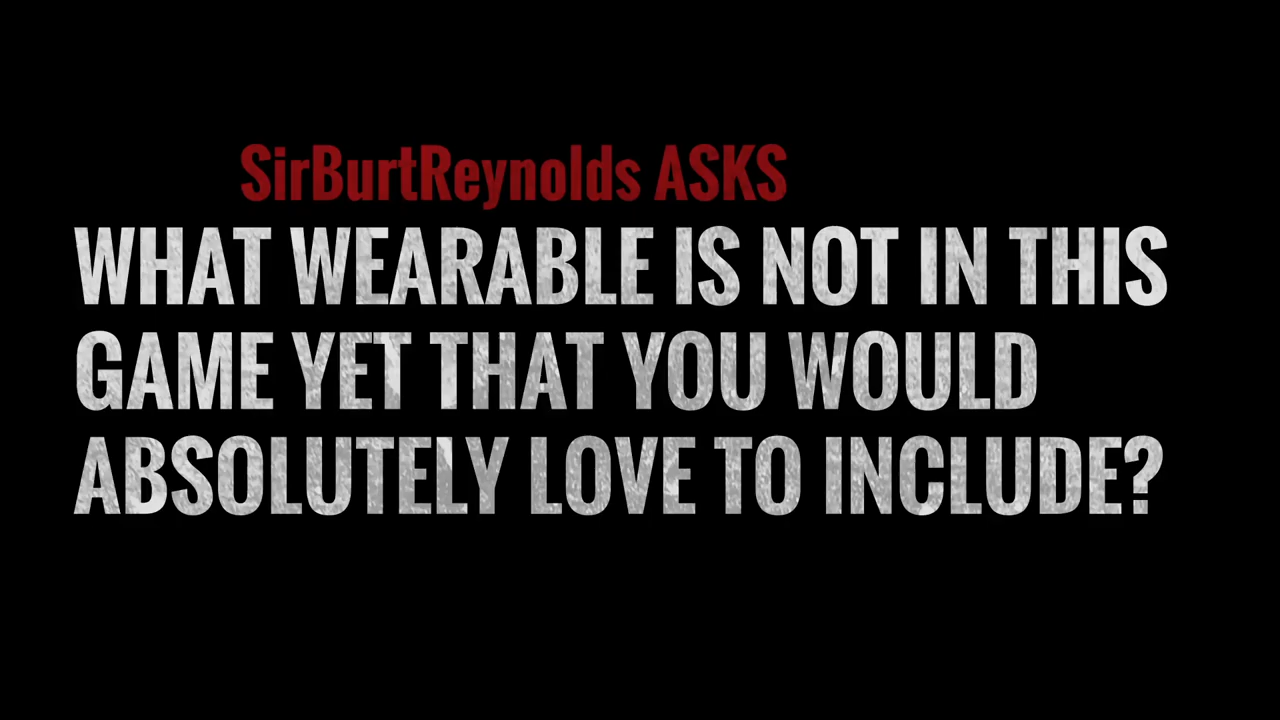 SirBurtReynolds ASKS
WHAT WEARABLE IS NOT IN THIS
GAME YET THAT YOU WOULD
ABSOLUTELY LOVE TO INCLUDE?